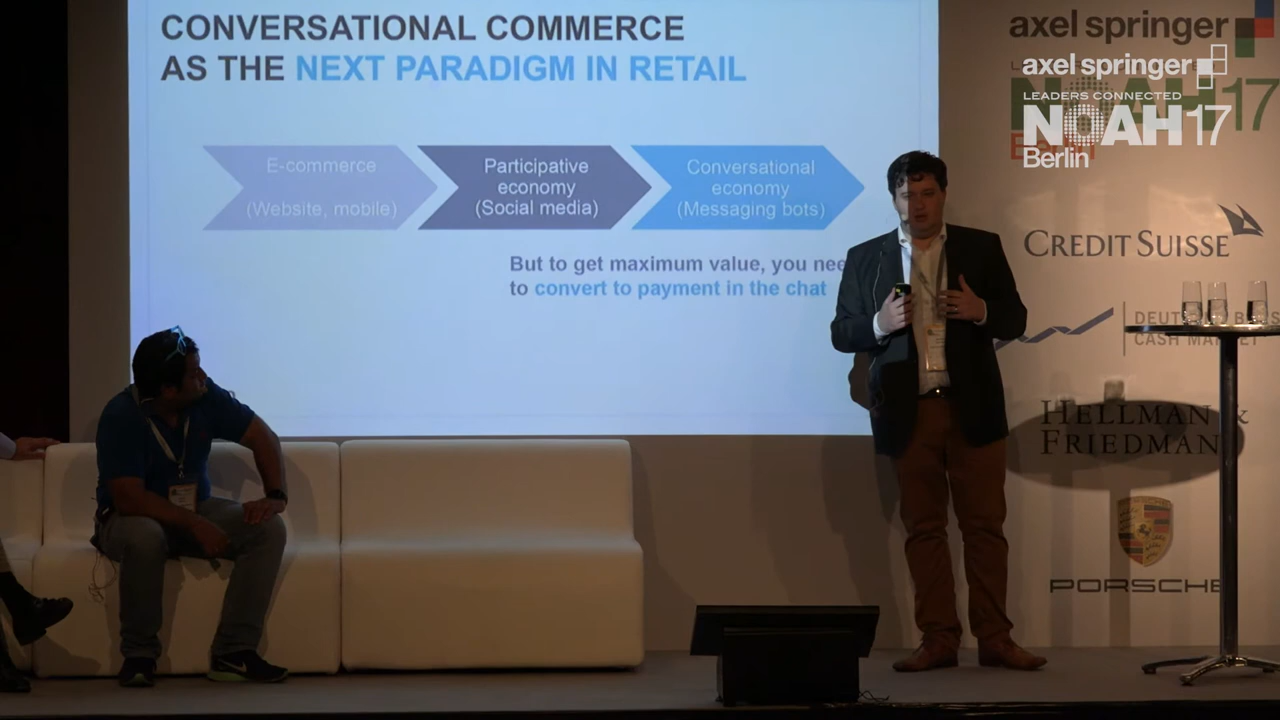 CONVERSATIONAL COMMERCE
AS THE NEXT PARADIGM IN RETAIL
E-commerce
(Website, mobile)
Participative
economy
(Social media)
Conversational
economy
(Messaging bots)
But to get maximum value, you nee
to convert to payment in the chat
axel springer
axel springer
LEADERS CONNECTED
NOAH17
Berlin
CREDIT SUISSE
CASH MARKET
HELLMAN &
FRIEDMAN
PORSCHE